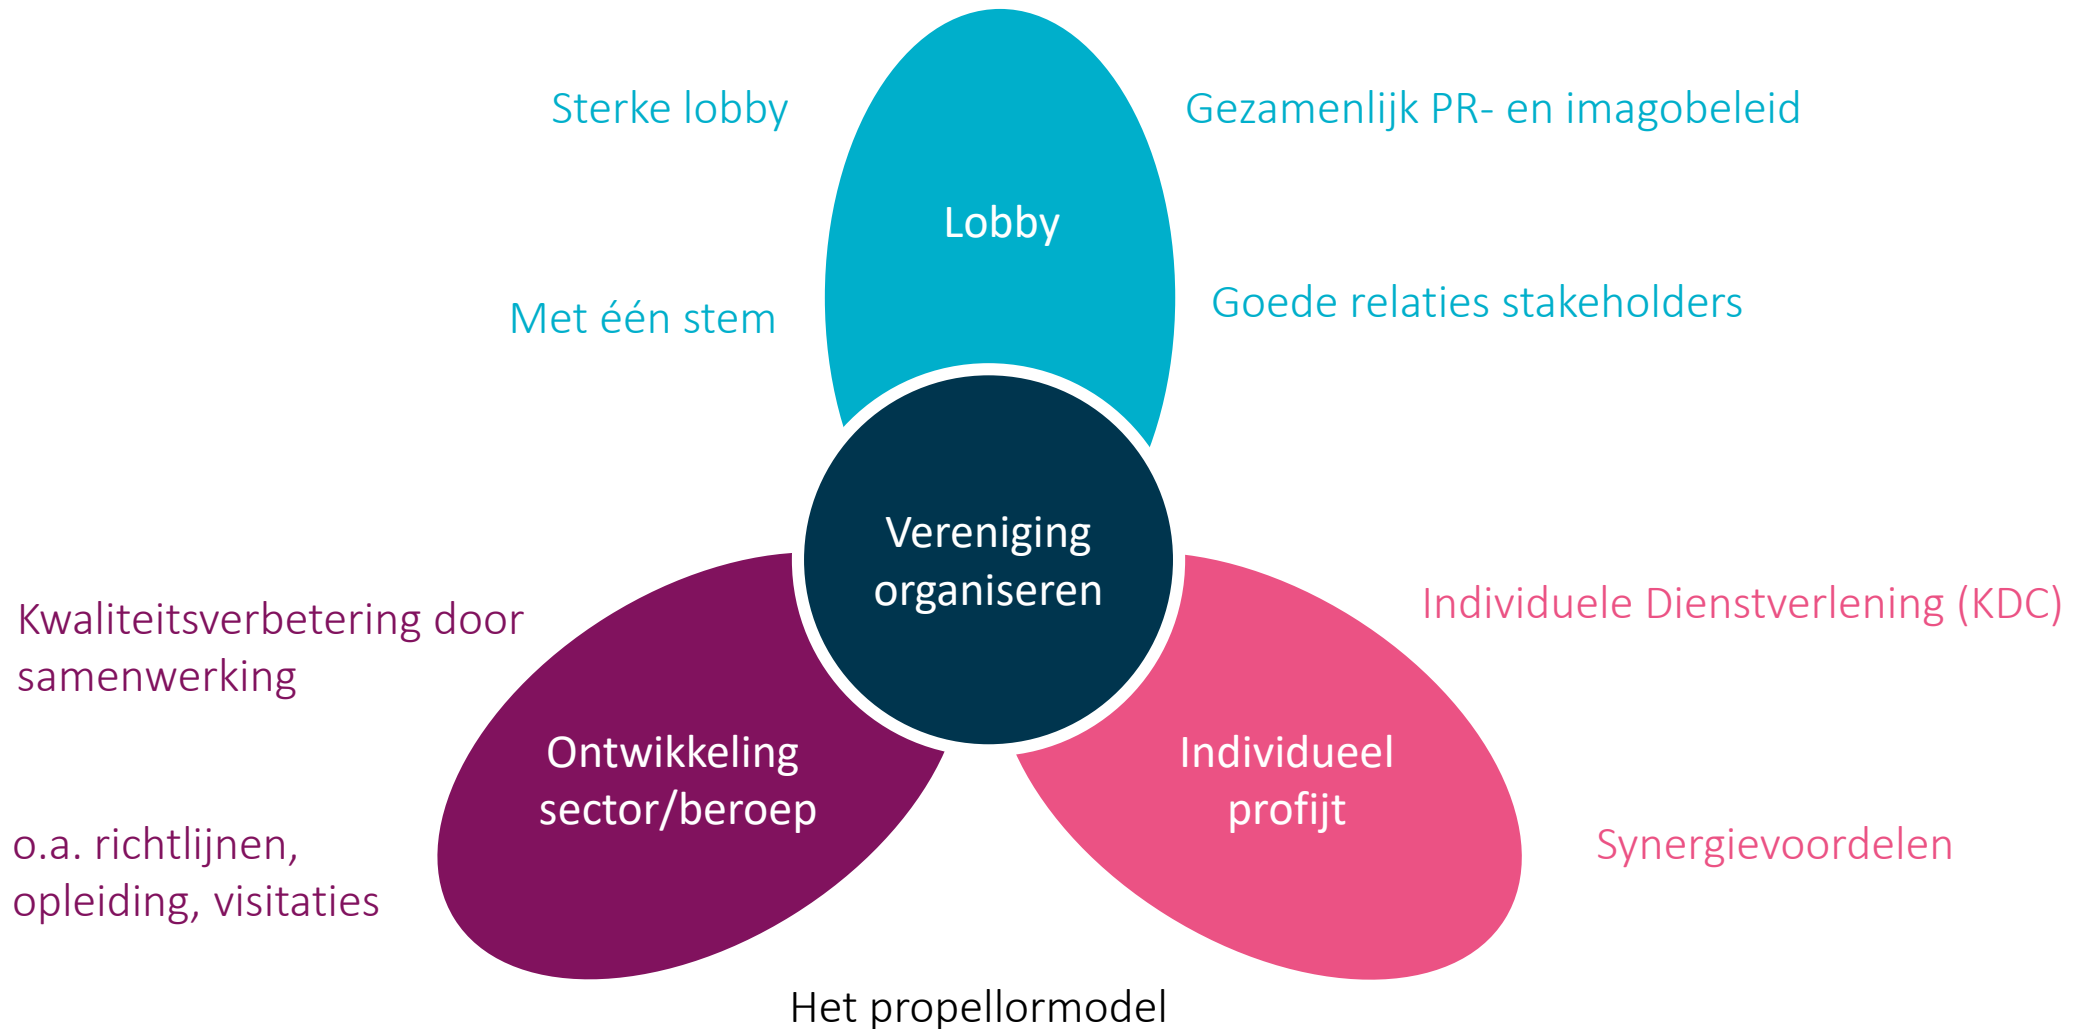 Sterke lobby
Gezamenlijk PR- en imagobeleid
Lobby
Met één stem
Goede relaties stakeholders
Vereniging
organiseren
Kwaliteitsverbetering door
samenwerking
Individuele Dienstverlening (KDC)
Ontwikkeling
sector/beroep
Individueel
profijt
o.a. richtlijnen,
opleiding, visitaties
Synergievoordelen
Het propellormodel